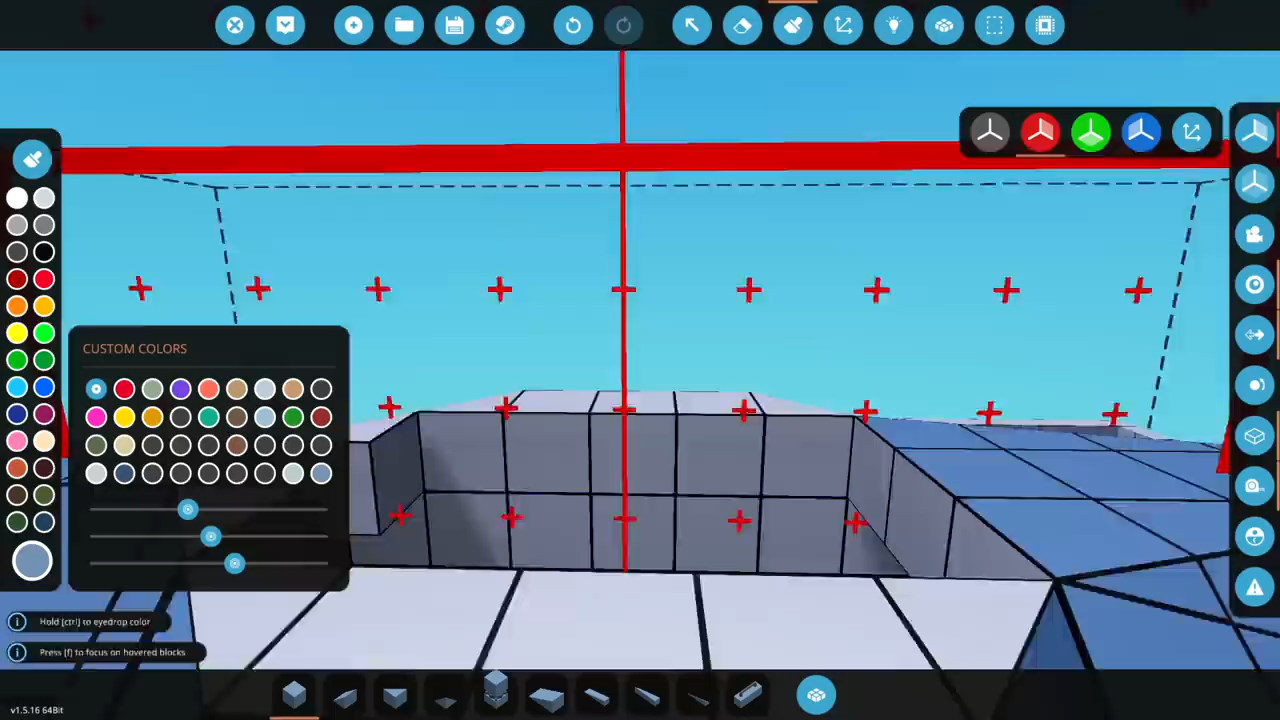 CUSTOM COLORS
Hold [ctrl] to eyedrop color
Press [f] to focus on hovered blocks
v1.5.16 64Bit